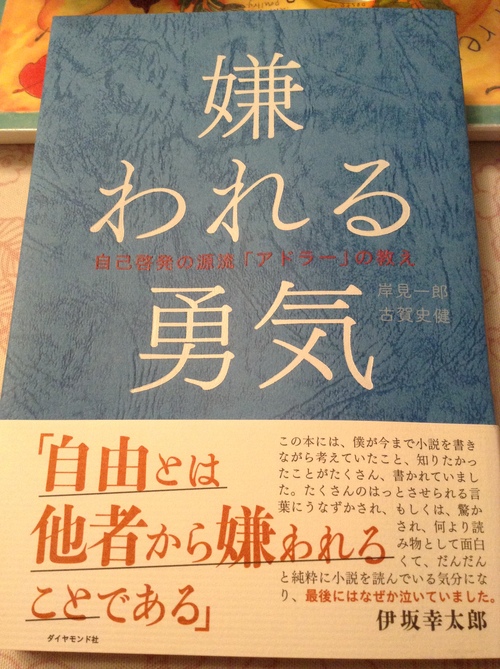 嫌
われる
自己啓発の源流「アドラー」の教え
岸見一郎
古賀史健
勇気
「自由とは
他者から嫌われる
ことである」
この本には、僕が今まで小説を書き
ながら考えていたこと、知りたかっ
たことがたくさん、書かれていまし
た。たくさんのはっとさせられる言
葉にうなずかされ、もしくは、驚か
され、何より読
み物として面白
くて、だんだん
と純粋に小説を読んでいる気分にな
り、最後にはなぜか泣いていました。
伊坂幸太郎
ダイヤモンド社